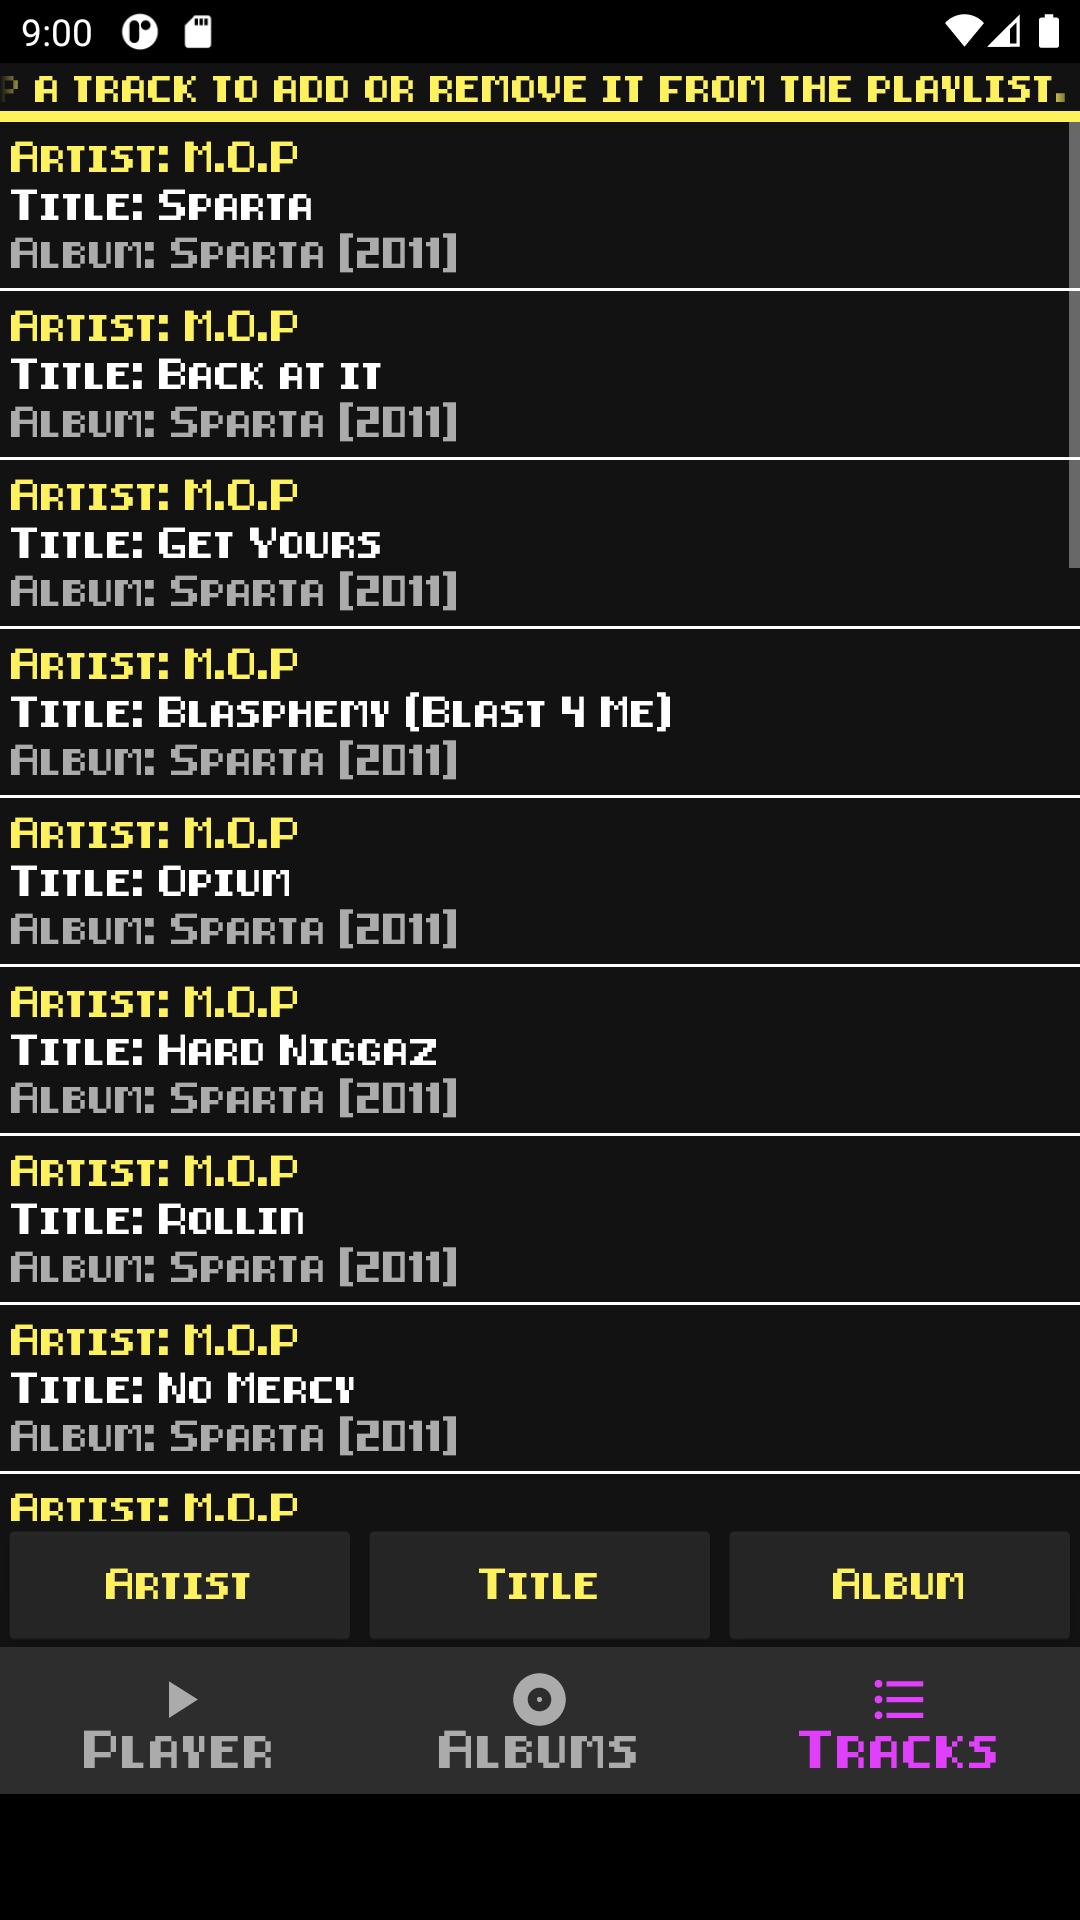 9:00
P A TRACK TO ADD OR REMOVE IT FROM THE PLAYLIST.
Artist: M.O.P
Title: Sparta
Album: Sparta [2011]
Artist: M.O.P
Title: Back at it
Album: Sparta [2011]
Artist: M.O.P
Title: Get Yours
Album: Sparta [2011]
Artist: M.O.P
Title: Blasphemy (Blast 4 Me)
Album: Sparta [2011]
Artist: M.O.P
Title: Opium
Album: Sparta [2011]
Artist: M.O.P
Title: Hard Niggaz
Album: Sparta [2011]
Artist: M.O.P
Title: Rollin
Album: Sparta [2011]
Artist: M.O.P
Title: No Mercy
Album: Sparta [2011]
Artist: M.O.P
Artist Title Album
Player Albums Tracks